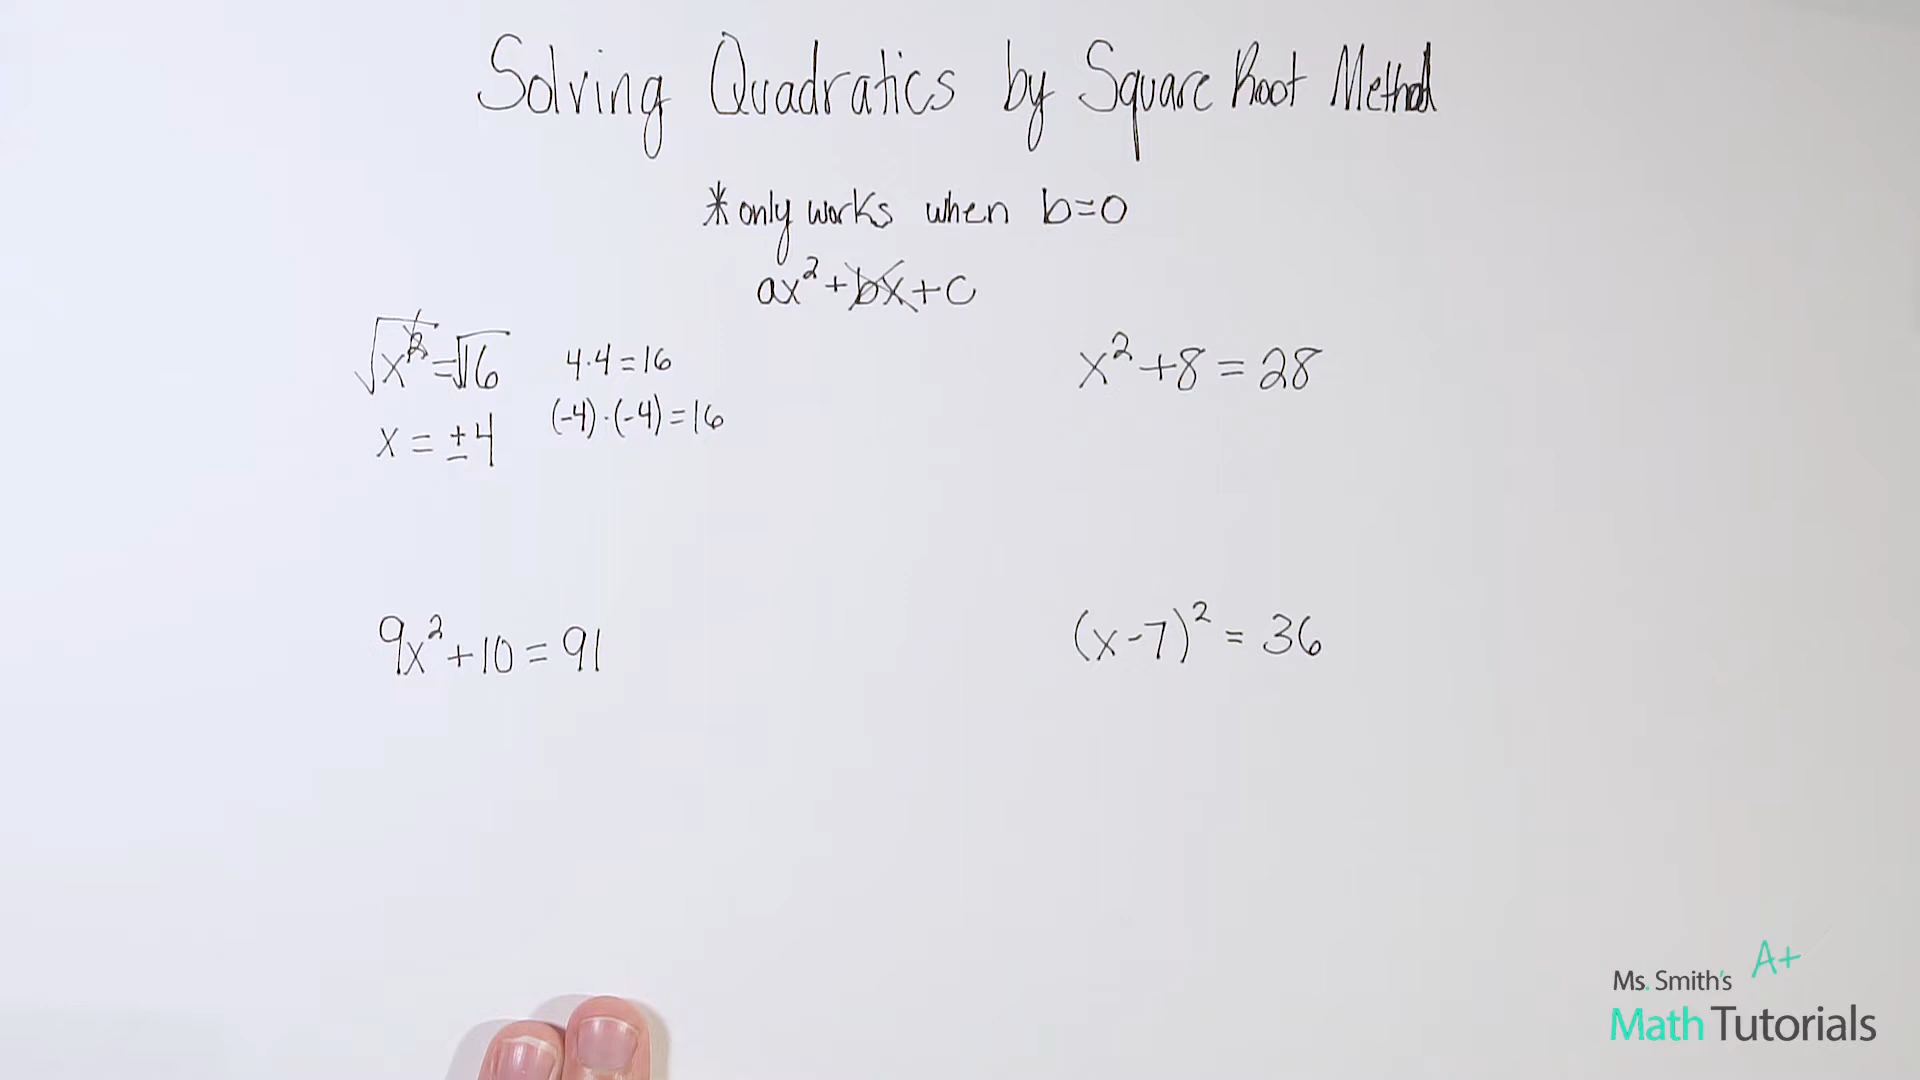 Solving Quadratics by Square Root Method
*only works when b=0
ax²+bx+c
√x²=√16
x=±4
4·4=16
(-4)·(-4)=16
x²+8=28
9x²+10=91
(x-7)²=36
A+
Ms. Smith's
Math Tutorials